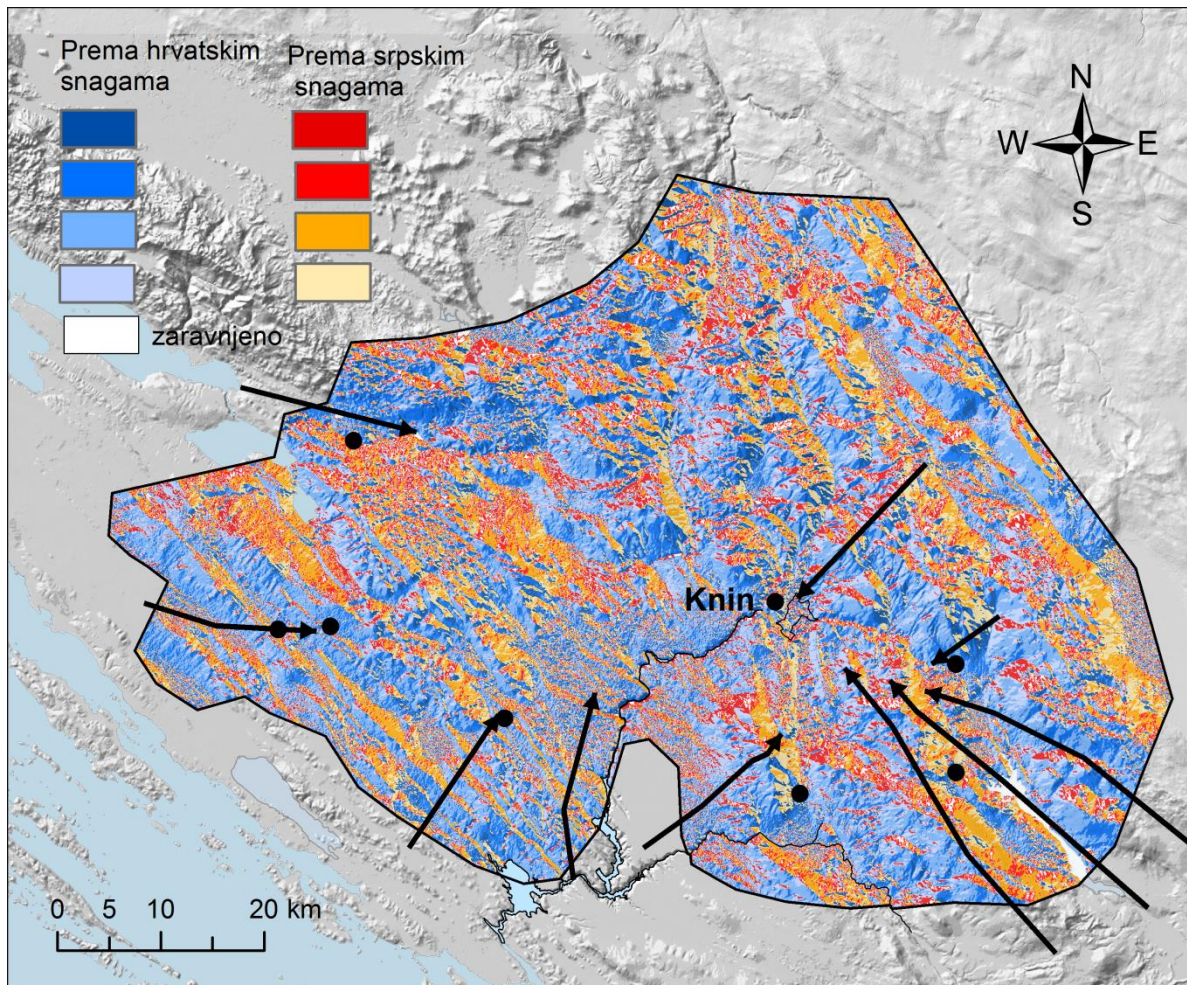 Prema hrvatskim
snagama
Prema srpskim
snagama
zaravnjeno
N
W E
S
Knin
0 5 10 20 km